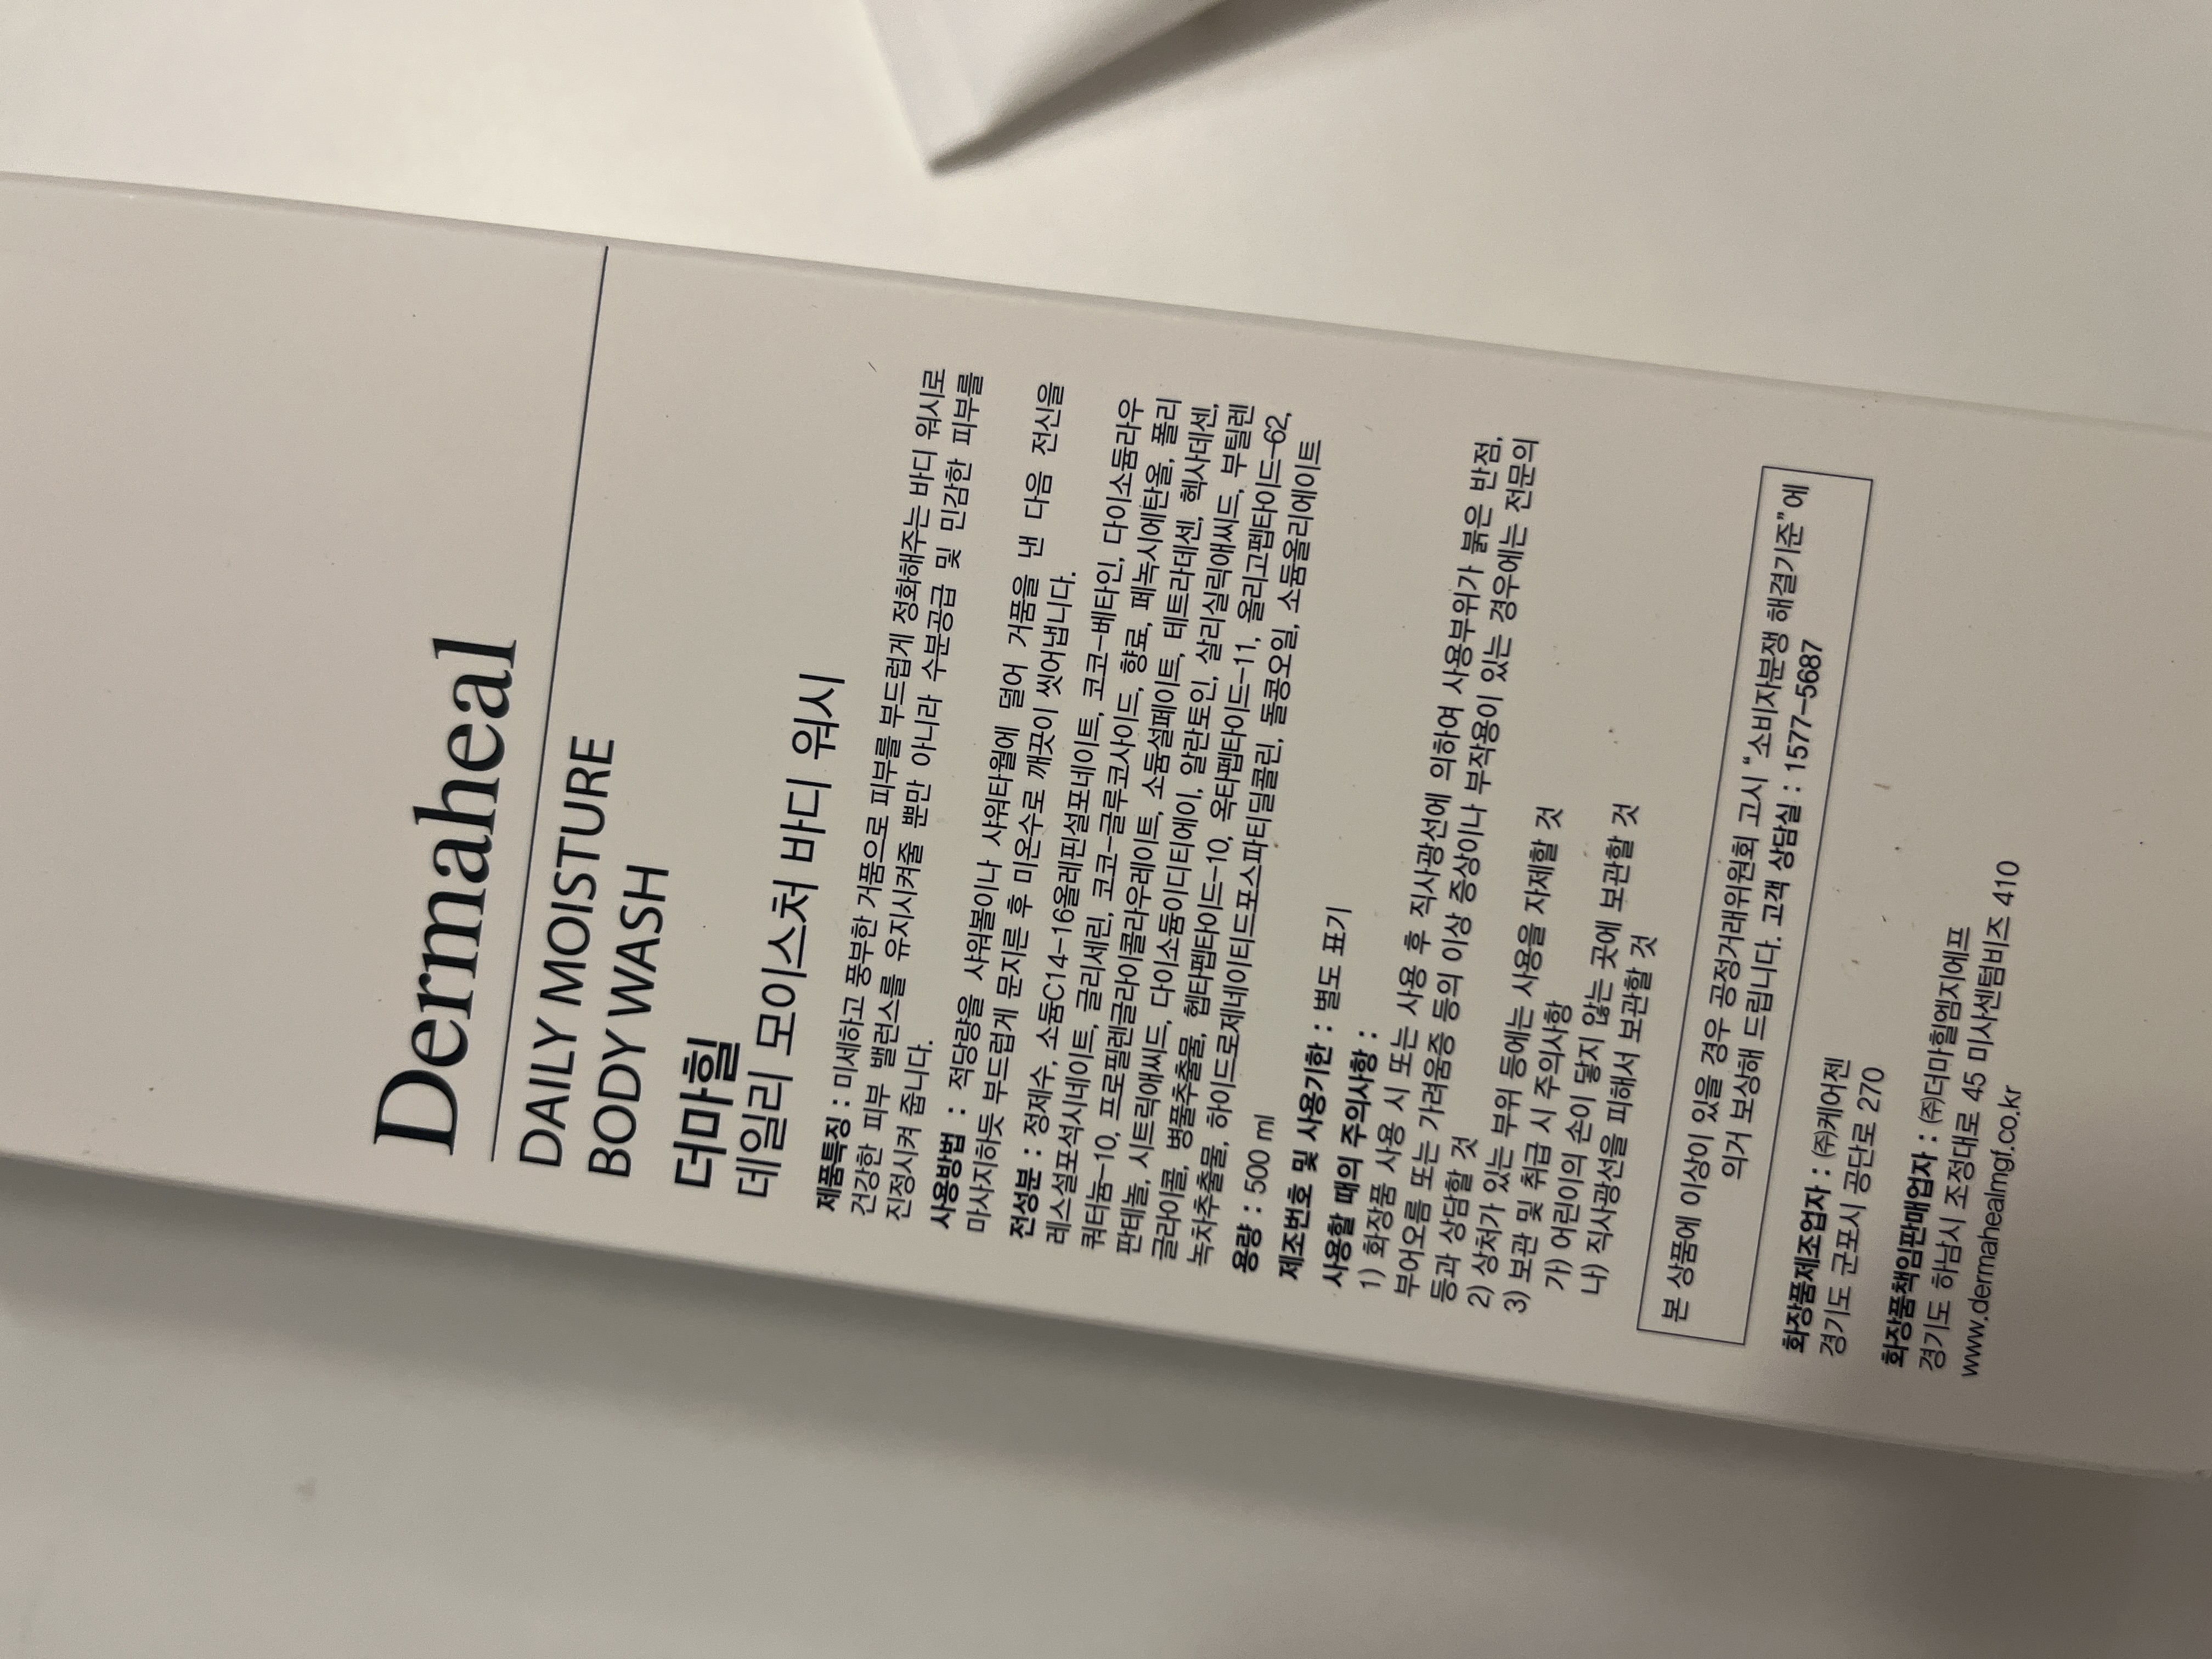 Dermaheal
DAILY MOISTURE
BODY WASH
더마힐
데일리 모이스처 바디 워시
제품특징 : 미세하고 풍부한 거품으로 피부를 부드럽게 정화해주는 바디 워시로
건강한 피부 밸런스를 유지시켜줄 뿐만 아니라 수분공급 및 민감한 피부를
진정시켜 줍니다.
사용방법 : 적당량을 샤워볼이나 샤워타월에 덜어 거품을 낸 다음 전신을
마사지하듯 부드럽게 문지른 후 미온수로 깨끗이 씻어냅니다.
전성분 : 정제수, 소듐C14-16올레핀설포네이트, 코코-베타인, 다이소듐라우
레스설포석시네이트, 글리세린, 코코-글루코사이드, 향료, 페녹시에탄올, 폴리
쿼터늄-10, 프로필렌글라이콜라우레이트, 소듐설페이트, 테트라데센, 헥사데센,
판테놀, 시트릭애씨드, 다이소듐이디티에이, 알란토인, 살리실릭애씨드, 부틸렌
글라이콜, 병풀추출물, 헵타펩타이드-10, 옥타펩타이드-11, 올리고펩타이드-62,
녹차추출물, 하이드로제네이티드포스파티딜콜린, 돌콩오일, 소듐올리에이트
용량 : 500 ml
제조번호 및 사용기한 : 별도 표기
사용할 때의 주의사항 :
1) 화장품 사용 시 또는 사용 후 직사광선에 의하여 사용부위가 붉은 반점,
부어오름 또는 가려움증 등의 이상 증상이나 부작용이 있는 경우에는 전문의
등과 상담할 것
2) 상처가 있는 부위 등에는 사용을 자제할 것
3) 보관 및 취급 시 주의사항
가) 어린이의 손이 닿지 않는 곳에 보관할 것
나) 직사광선을 피해서 보관할 것
본 상품에 이상이 있을 경우 공정거래위원회 고시 “소비자분쟁 해결기준”에
의거 보상해 드립니다. 고객 상담실 : 1577-5687
화장품제조업자 : ㈜케어젠
경기도 군포시 공단로 270
화장품책임판매업자 : ㈜더마힐엠지에프
경기도 하남시 조정대로 45 미사센텀비즈 410
www.dermahealmgf.co.kr